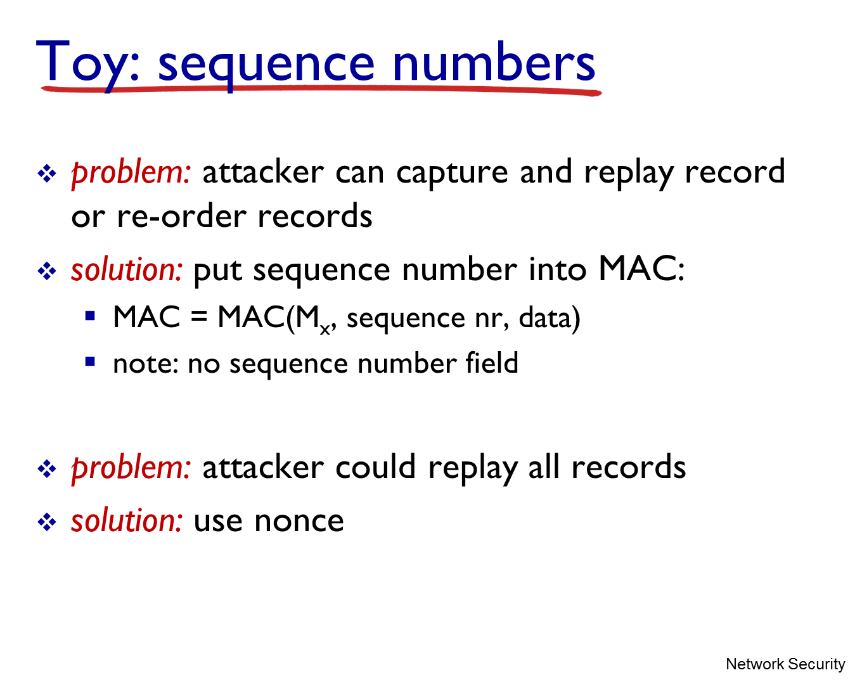 Toy: sequence numbers
❖ problem: attacker can capture and replay record
or re-order records
❖ solution: put sequence number into MAC:
▪ MAC = MAC(Mₓ, sequence nr, data)
▪ note: no sequence number field
❖ problem: attacker could replay all records
❖ solution: use nonce
Network Security